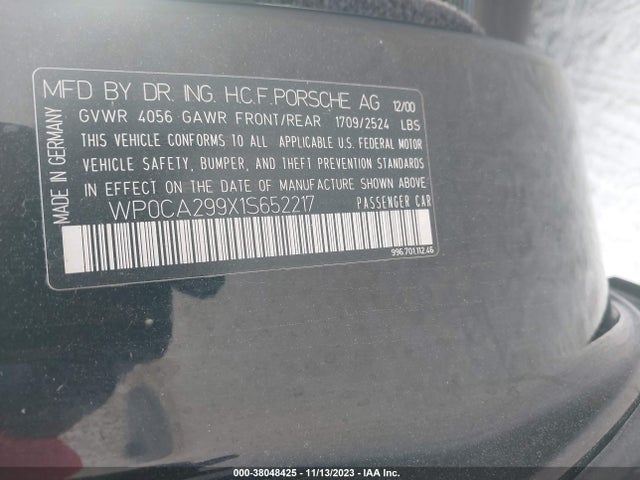 MFD BY DR. ING. H.C.F. PORSCHE AG 12/00
GVWR 4056 GAWR FRONT/REAR 1709/2524 LBS
THIS VEHICLE CONFORMS TO ALL APPLICABLE U.S. FEDERAL MOTOR
VEHICLE SAFETY, BUMPER, AND THEFT PREVENTION STANDARDS
IN EFFECT ON THE DATE OF MANUFACTURE SHOWN ABOVE
WP0CA299X1S652217 PASSENGER CAR
996.701.112.46
MADE IN GERMANY
000-38048425 - 11/13/2023 - IAA Inc.